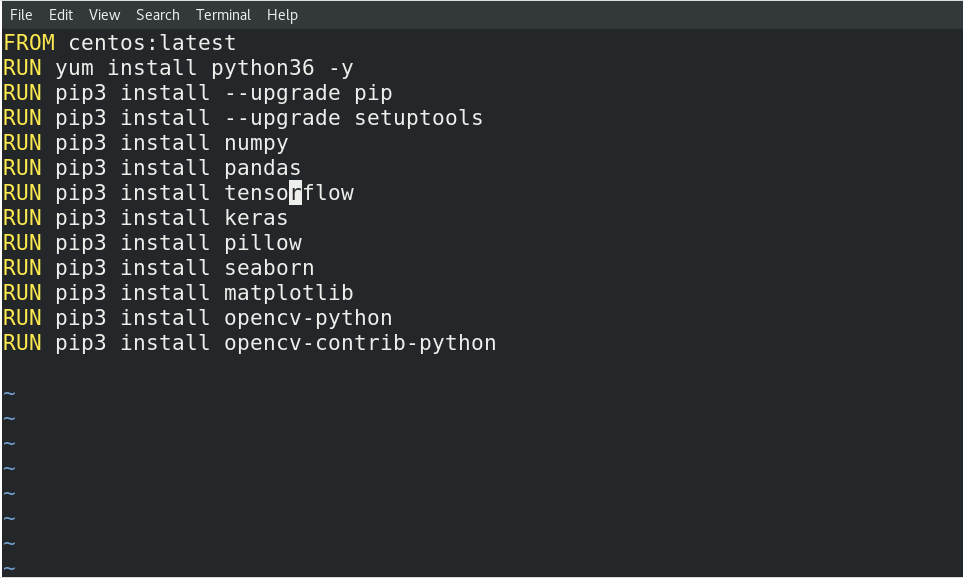 File Edit View Search Terminal Help
FROM centos:latest
RUN yum install python36 -y
RUN pip3 install --upgrade pip
RUN pip3 install --upgrade setuptools
RUN pip3 install numpy
RUN pip3 install pandas
RUN pip3 install tensorflow
RUN pip3 install keras
RUN pip3 install pillow
RUN pip3 install seaborn
RUN pip3 install matplotlib
RUN pip3 install opencv-python
RUN pip3 install opencv-contrib-python
~
~
~
~
~
~
~
~